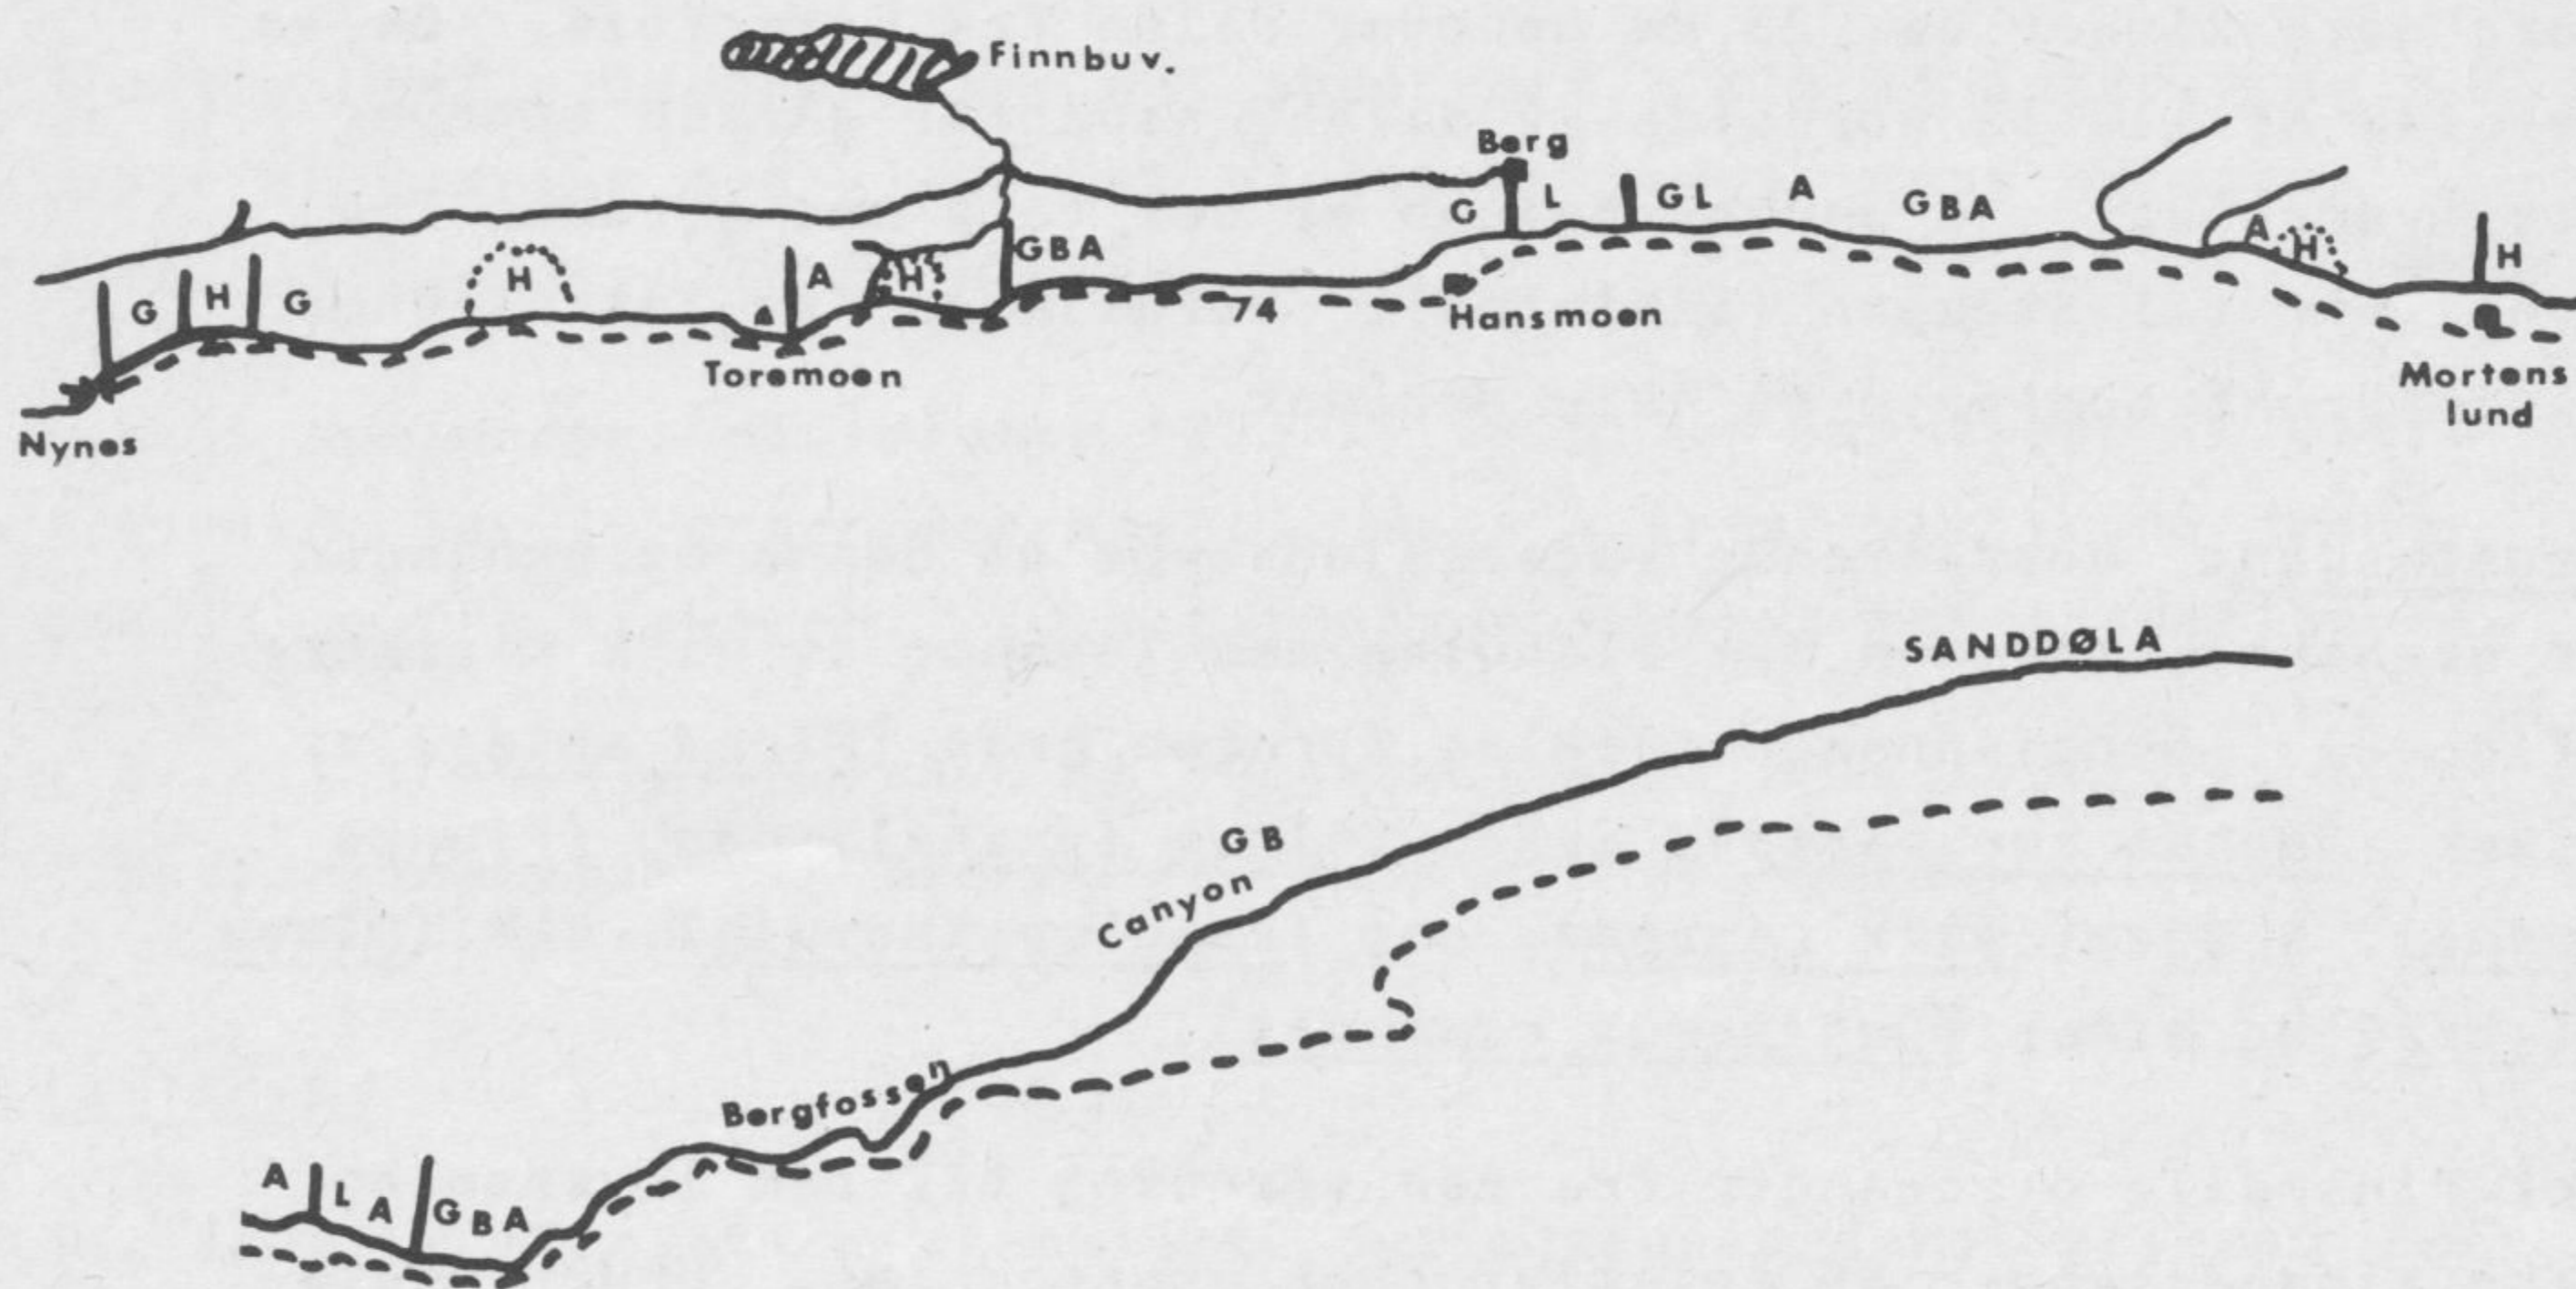 Finnbuv.
Berg
G L GL A GBA
G H G H A H GBA A H H
74
Hansmoen
Toremoen
Mortens
lund
Nynes
SANDDØLA
GB
Canyon
Bergfossen
A L A GBA